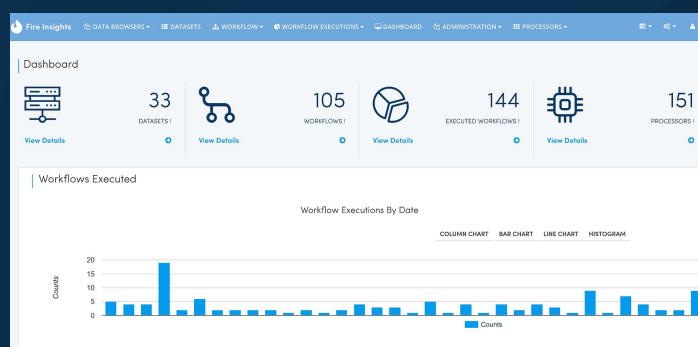 Fire Insights DATA BROWSERS DATASETS WORKFLOW WORKFLOW EXECUTIONS DASHBOARD ADMINISTRATION PROCESSORS
Dashboard
33 105 144 151
DATASETS ! WORKFLOWS ! EXECUTED WORKFLOWS ! PROCESSORS !
View Details View Details View Details View Details
Workflows Executed
Workflow Executions By Date
COLUMN CHART BAR CHART LINE CHART HISTOGRAM
20
15
10
5
0
Counts
Counts